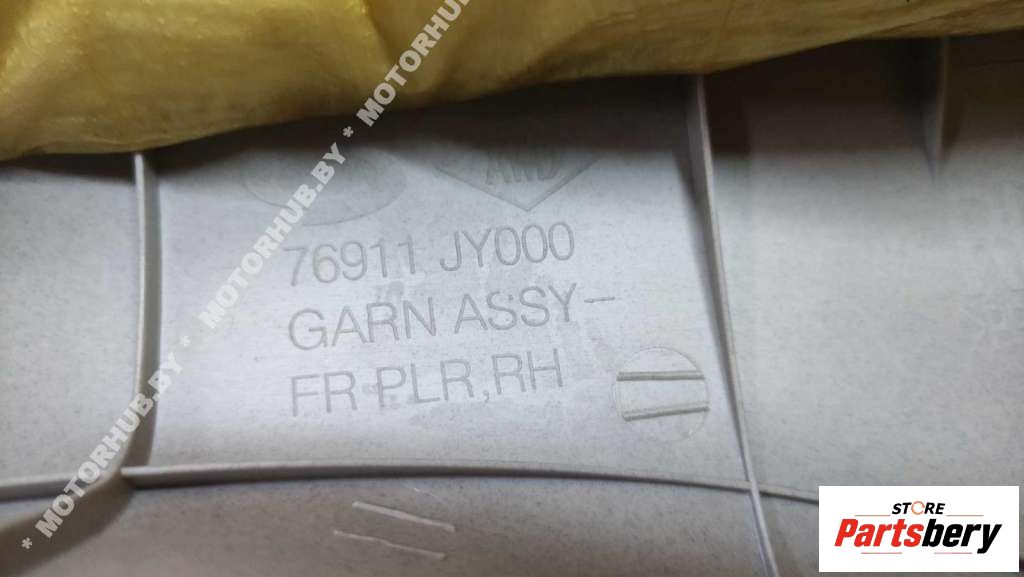 * MOTORHUB.BY * MOTORHUB.BY * MOTORHUB.BY
76911 JY000
GARN ASSY–
FR PLR,RH
STORE
Partsbery